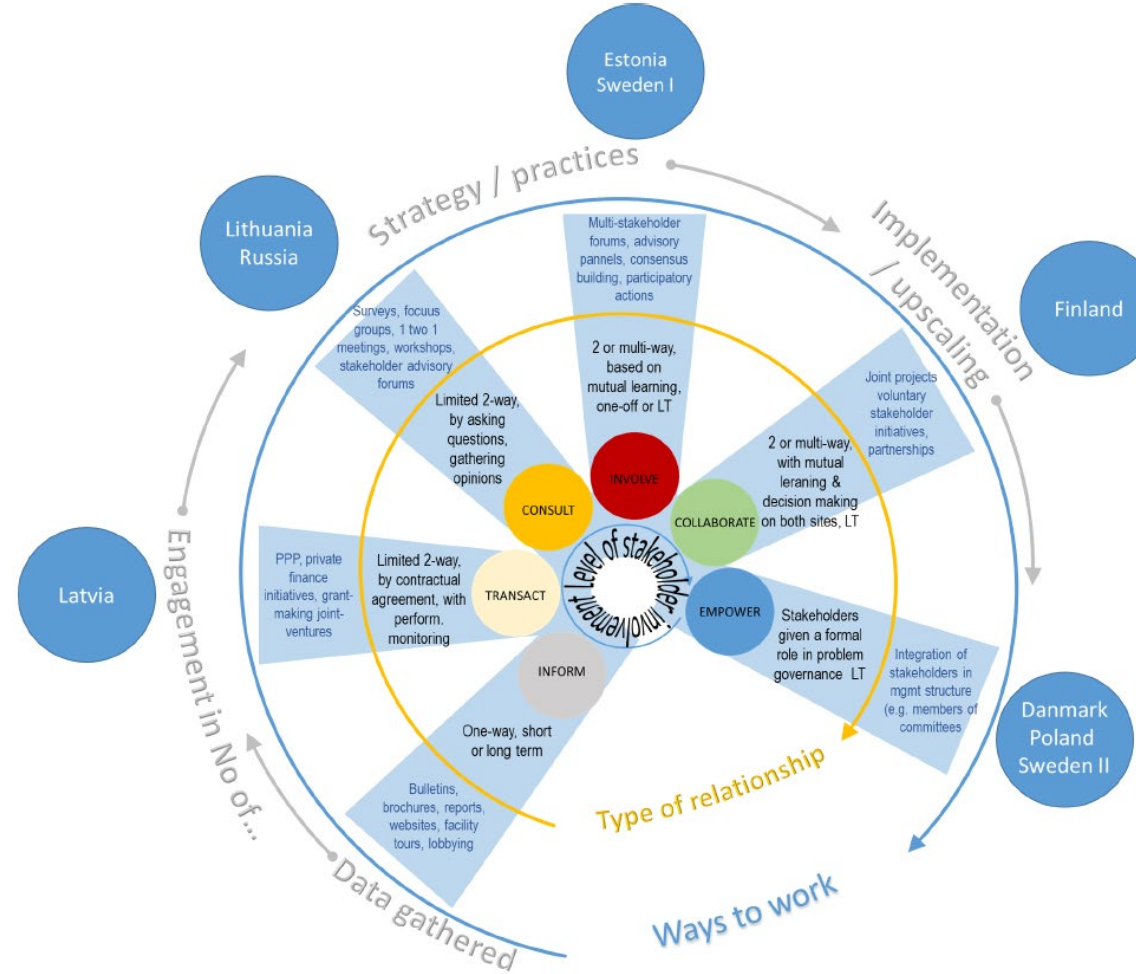 Estonia
Sweden I
Strategy / practices
Lithuania
Russia
Implementation
/ upscaling
Finland
Multi-stakeholder
forums, advisory
pannels, consensus
building, participatory
actions
Surveys, focuus
groups, 1 two 1
meetings, workshops,
stakeholder advisory
forums
2 or multi-way,
based on
mutual learning,
one-off or LT
Joint projects
voluntary
stakeholder
initiatives,
partnerships
Limited 2-way,
by asking
questions,
gathering
opinions
2 or multi-way,
with mutual
leraning &
decision making
on both sites, LT
INVOLVE
CONSULT
COLLABORATE
Engagement in No of...
Latvia
PPP, private
finance
initiatives, grant-
making joint-
ventures
Limited 2-way,
by contractual
agreement, with
perform.
monitoring
TRANSACT
Level of stakeholder involvement
EMPOWER
Stakeholders
given a formal
role in problem
governance LT
Integration of
stakeholders in
mgmt structure
(e.g. members of
committees
INFORM
Danmark
Poland
Sweden II
One-way, short
or long term
Bulletins,
brochures, reports,
websites, facility
tours, lobbying
Type of relationship
Data gathered
Ways to work